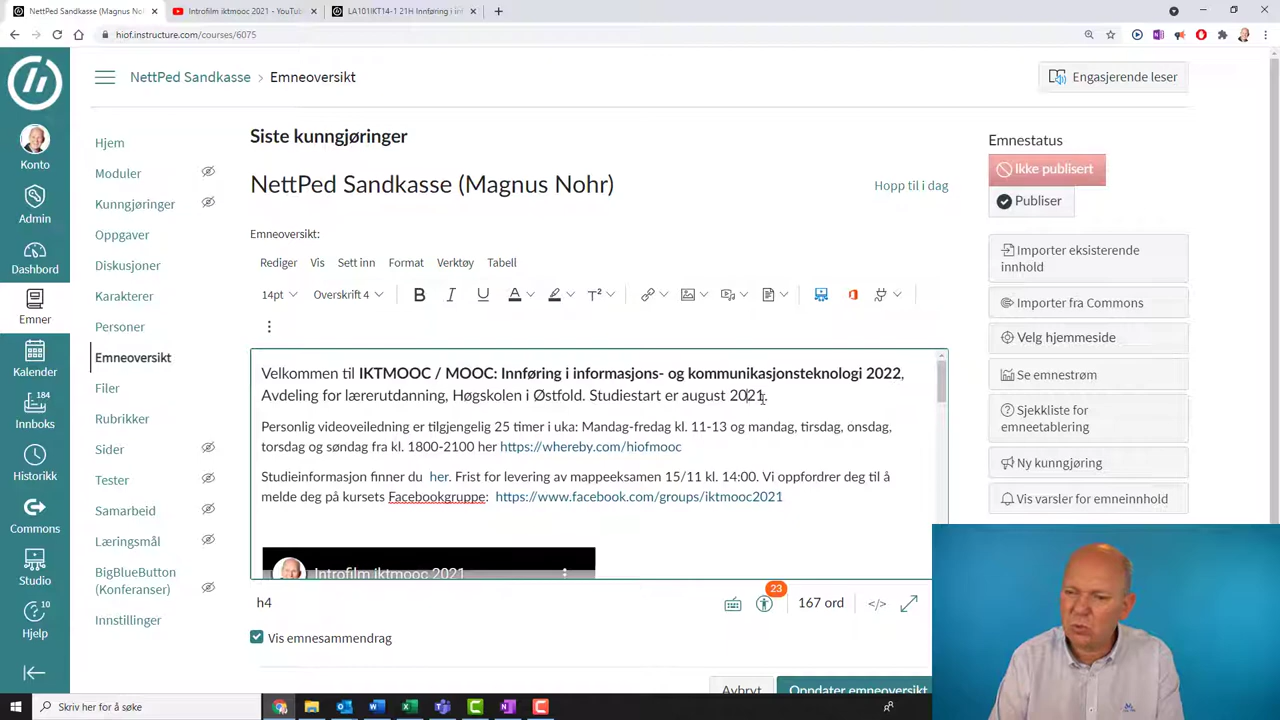 NettPed Sandkasse (Magnus Nohr)
Introfilm iktmooc 2021 - YouTub
LA101IKT14-1 21H Innføring i inf
hiof.instructure.com/courses/6075
NettPed Sandkasse > Emneoversikt
Engasjerende leser
Konto
Admin
Dashbord
Emner
Kalender
184
Innboks
Historikk
Commons
Studio
10
Hjelp
Hjem
Moduler
Kunngjøringer
Oppgaver
Diskusjoner
Karakterer
Personer
Emneoversikt
Filer
Rubrikker
Sider
Tester
Samarbeid
Læringsmål
BigBlueButton
(Konferanser)
Innstillinger
Siste kunngjøringer
NettPed Sandkasse (Magnus Nohr)
Hopp til i dag
Emneoversikt:
Rediger Vis Sett inn Format Verktøy Tabell
14pt Overskrift 4 B I U A T²
Velkommen til IKTMOOC / MOOC: Innføring i informasjons- og kommunikasjonsteknologi 2022,
Avdeling for lærerutdanning, Høgskolen i Østfold. Studiestart er august 2021.
Personlig videoveiledning er tilgjengelig 25 timer i uka: Mandag-fredag kl. 11-13 og mandag, tirsdag, onsdag,
torsdag og søndag fra kl. 1800-2100 her https://whereby.com/hiofmooc
Studieinformasjon finner du her. Frist for levering av mappeeksamen 15/11 kl. 14:00. Vi oppfordrer deg til å
melde deg på kursets Facebookgruppe: https://www.facebook.com/groups/iktmooc2021
Introfilm iktmooc 2021
h4
23
167 ord
</>
Vis emnesammendrag
Avbryt
Oppdater emneoversikt
Emnestatus
Ikke publisert
Publiser
Importer eksisterende
innhold
Importer fra Commons
Velg hjemmeside
Se emnestrøm
Sjekkliste for
emneetablering
Ny kunngjøring
Vis varsler for emneinnhold
Skriv her for å søke